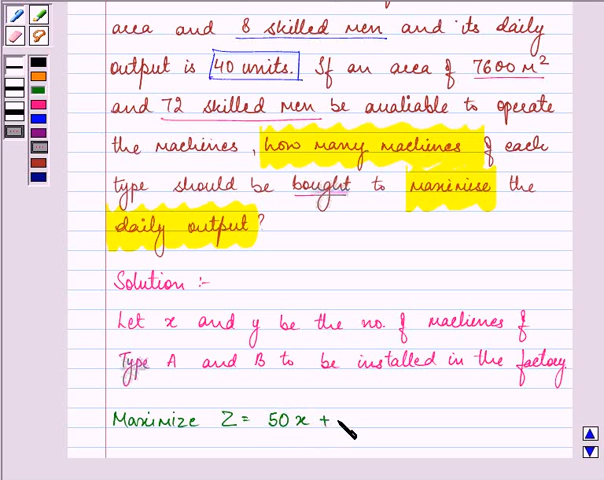 area and 8 skilled men and its daily
output is 40 units. If an area of 7600 M²
and 72 skilled men be avaliable to operate
the machines, how many machines of each
type should be bought to maximise the
daily output?
Solution :-
Let x and y be the no. of machines of
Type A and B to be installed in the factory.
Maximize Z = 50x +